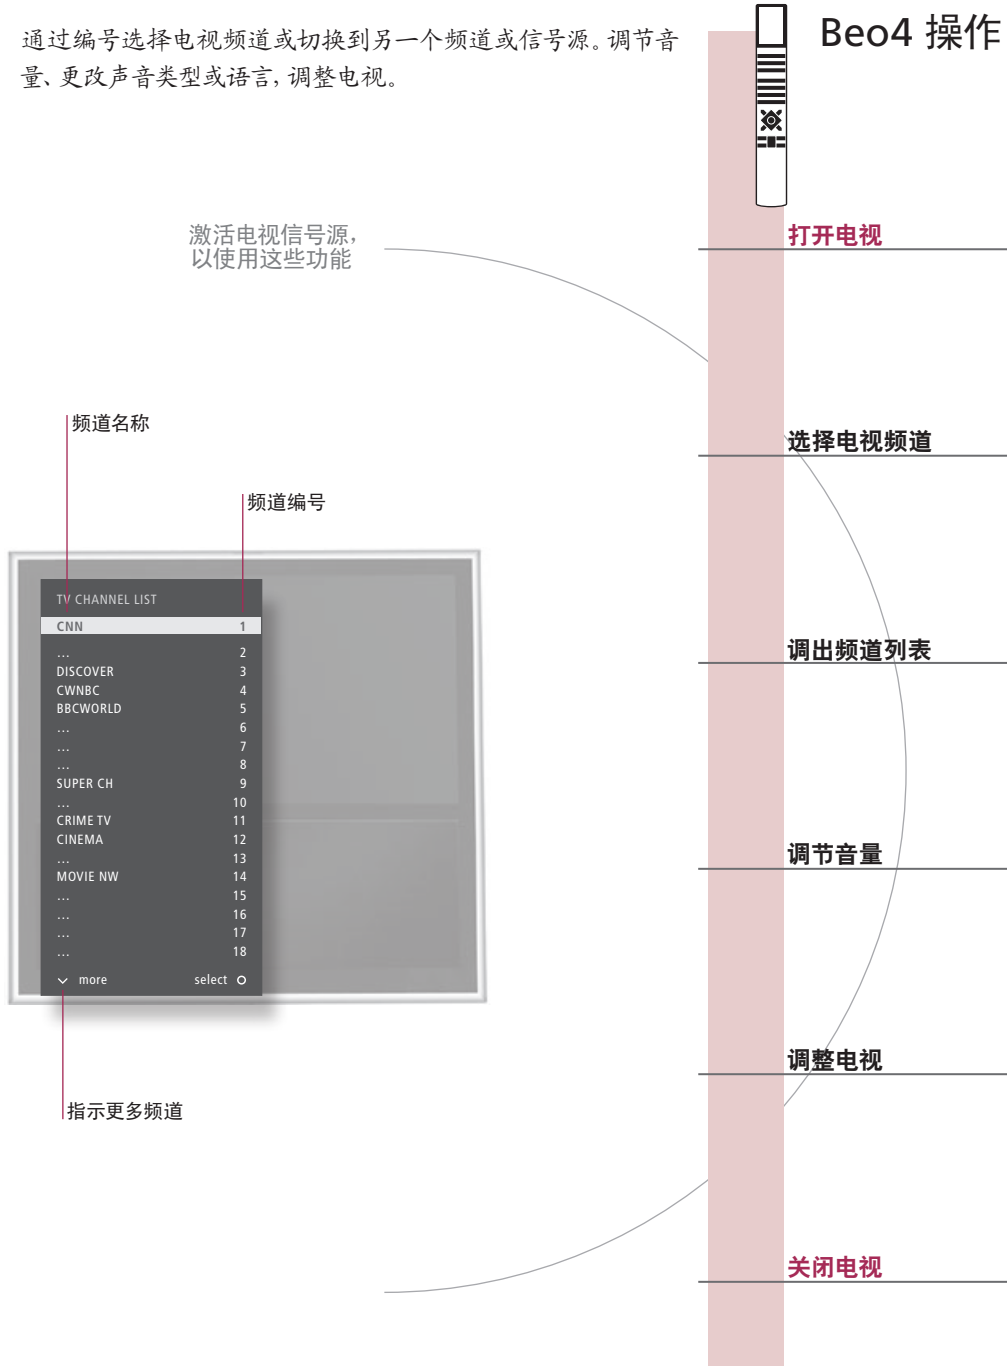 通过编号选择电视频道或切换到另一个频道或信号源。调节音
量、更改声音类型或语言，调整电视。
Beo4 操作
激活电视信号源，
以使用这些功能
打开电视
选择电视频道
调出频道列表
调节音量
调整电视
关闭电视
频道名称
频道编号
TV CHANNEL LIST
CNN 1
... 2
DISCOVER 3
CWNBC 4
BBCWORLD 5
... 6
... 7
... 8
SUPER CH 9
... 10
CRIME TV 11
CINEMA 12
... 13
MOVIE NW 14
... 15
... 16
... 17
... 18
more select
指示更多频道